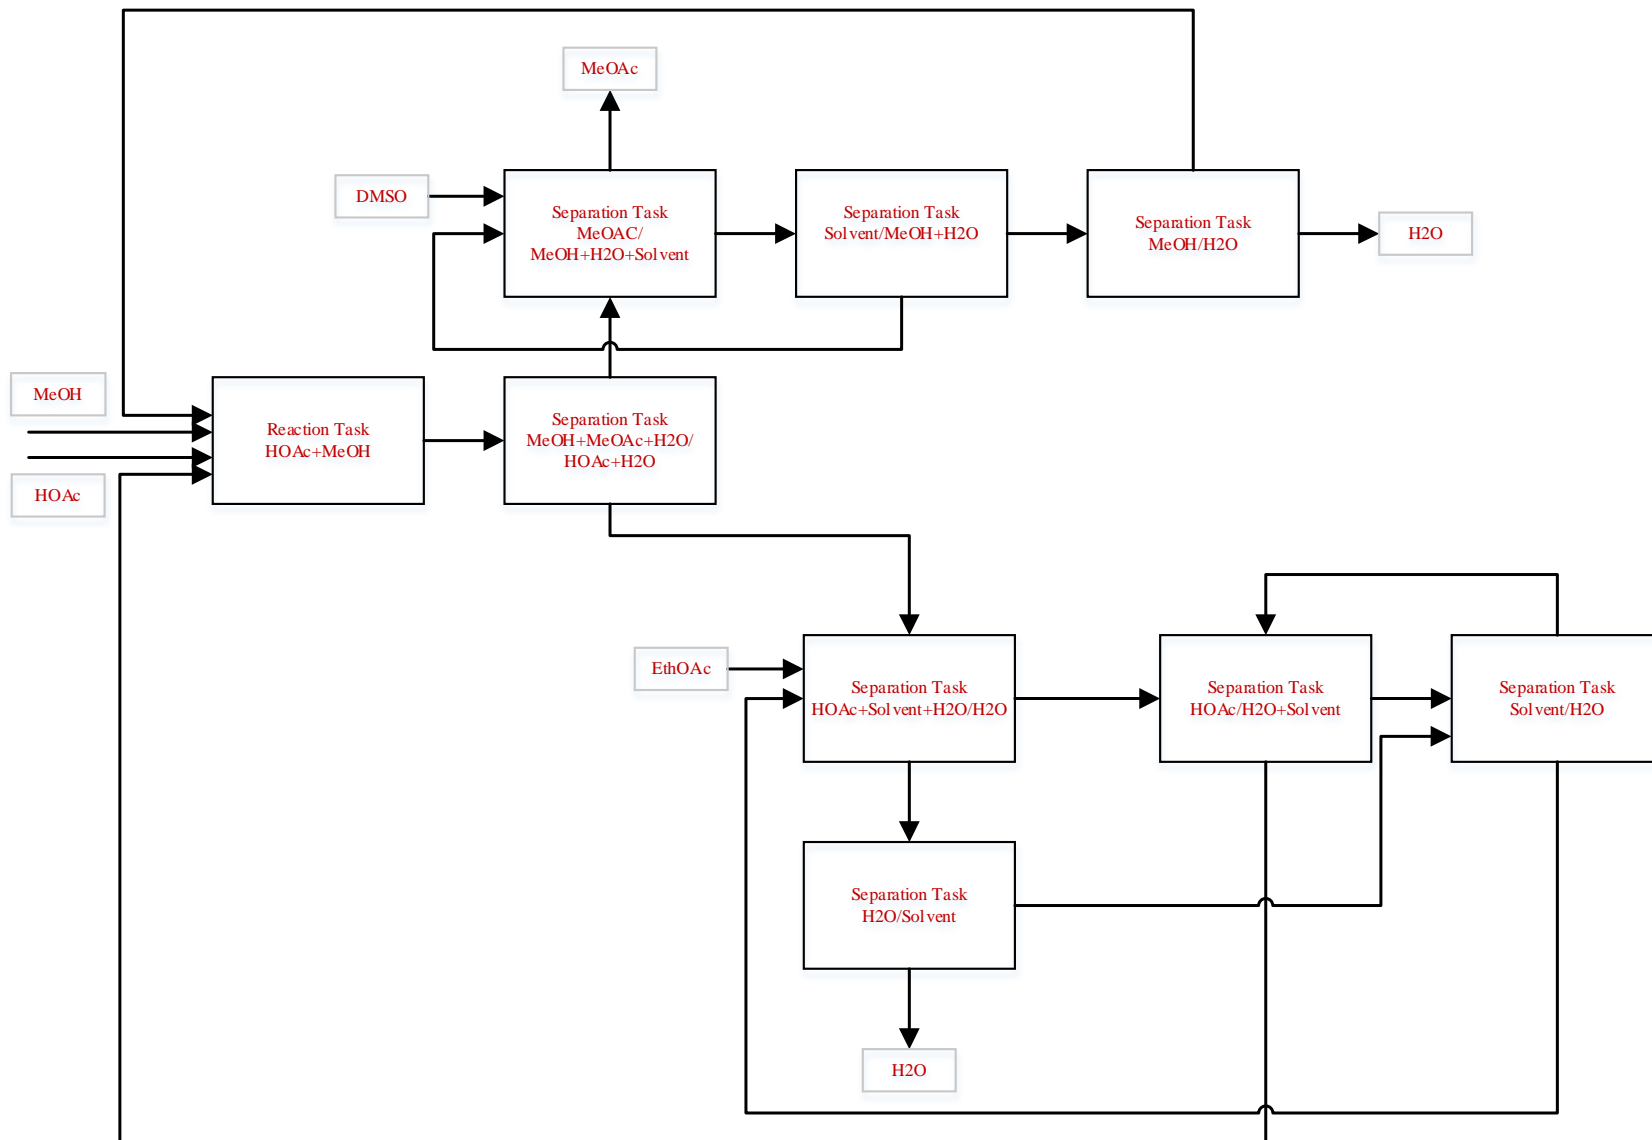 MeOAc
DMSO
Separation Task
MeOAC/
MeOH+H2O+Solvent
Separation Task
Solvent/MeOH+H2O
Separation Task
MeOH/H2O
H2O
MeOH
HOAc
Reaction Task
HOAc+MeOH
Separation Task
MeOH+MeOAc+H2O/
HOAc+H2O
EthOAc
Separation Task
HOAc+Solvent+H2O/H2O
Separation Task
HOAc/H2O+Solvent
Separation Task
Solvent/H2O
Separation Task
H2O/Solvent
H2O